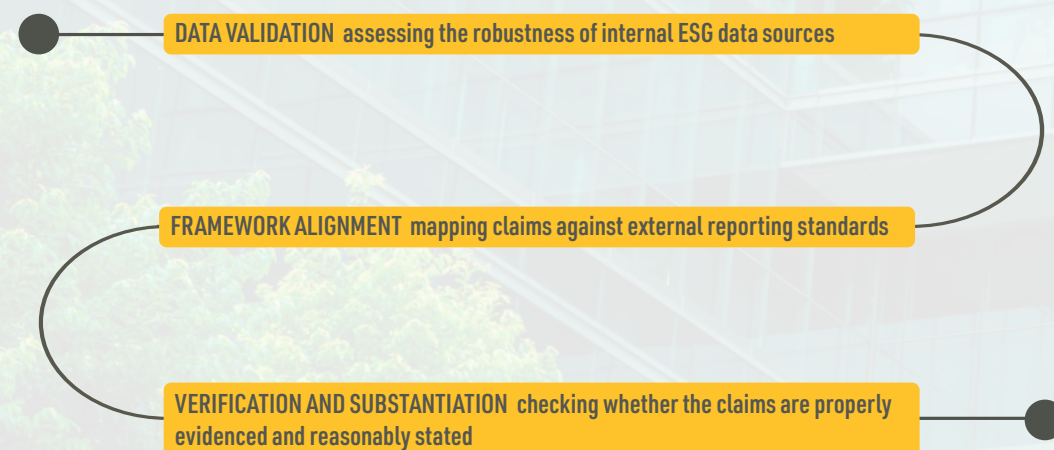 DATA VALIDATION assessing the robustness of internal ESG data sources
FRAMEWORK ALIGNMENT mapping claims against external reporting standards
VERIFICATION AND SUBSTANTIATION checking whether the claims are properly
evidenced and reasonably stated